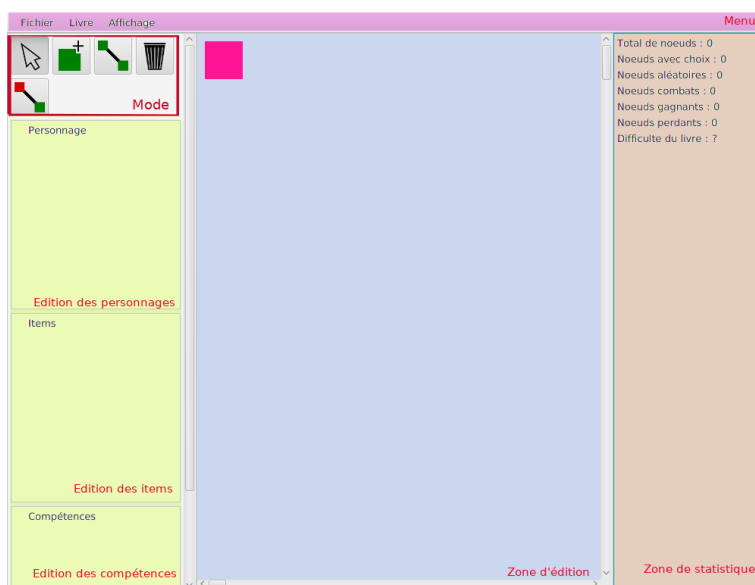 Fichier Livre Affichage
Menu
Mode
Personnage
Edition des personnages
Items
Edition des items
Compétences
Edition des compétences
Zone d'édition
Total de noeuds : 0
Noeuds avec choix : 0
Noeuds aléatoires : 0
Noeuds combats : 0
Noeuds gagnants : 0
Noeuds perdants : 0
Difficulte du livre : ?
Zone de statistique